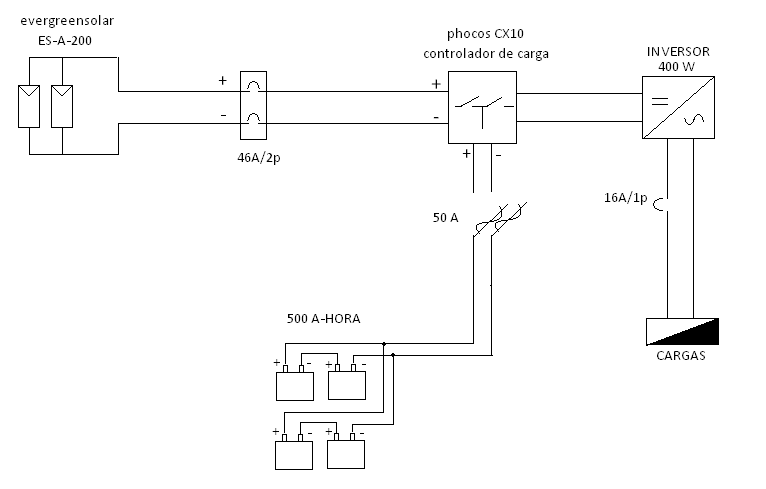 evergreensolar
ES-A-200
phocos CX10
controlador de carga
INVERSOR
400 W
+
+
-
-
46A/2p
+
-
16A/1p
50 A
500 A-HORA
CARGAS
+
-
+
-
+
-
+
-